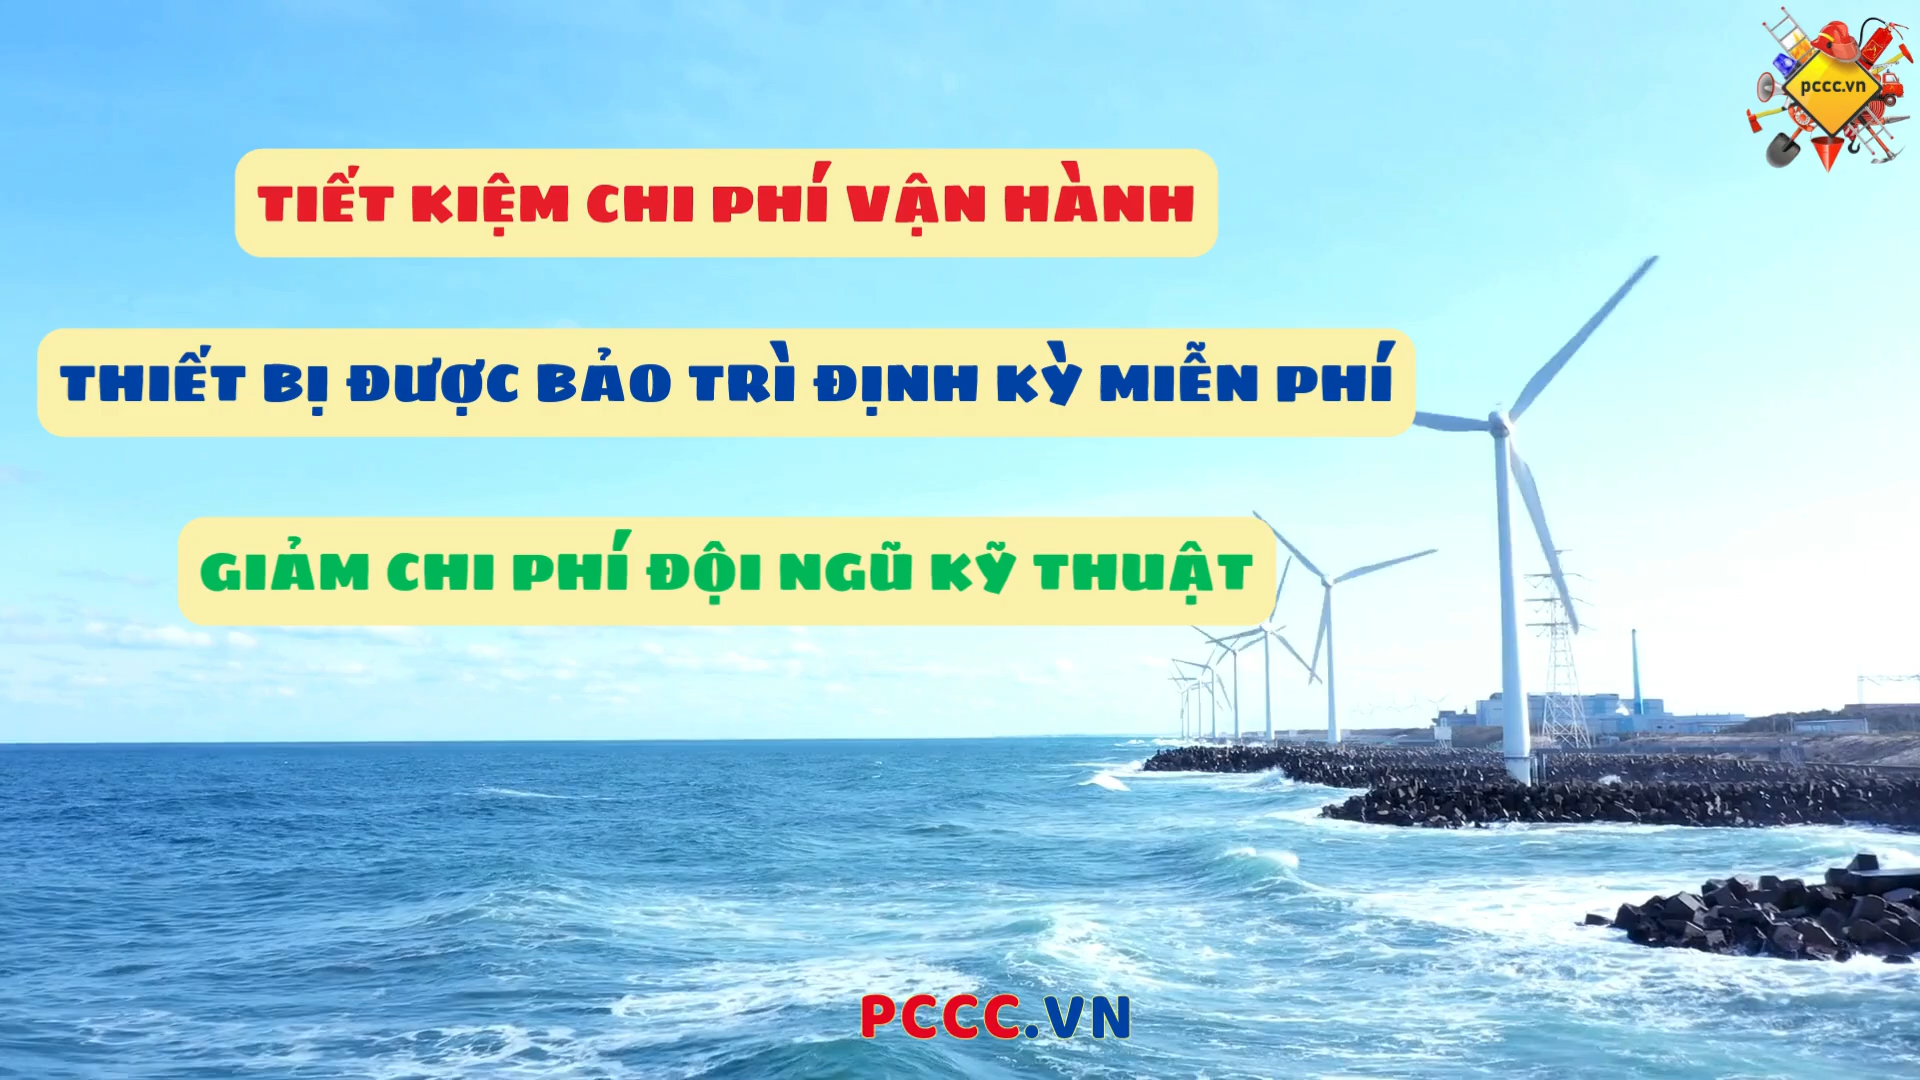 pccc.vn
TIẾT KIỆM CHI PHÍ VẬN HÀNH
THIẾT BỊ ĐƯỢC BẢO TRÌ ĐỊNH KỲ MIỄN PHÍ
GIẢM CHI PHÍ ĐỘI NGŨ KỸ THUẬT
PCCC.VN